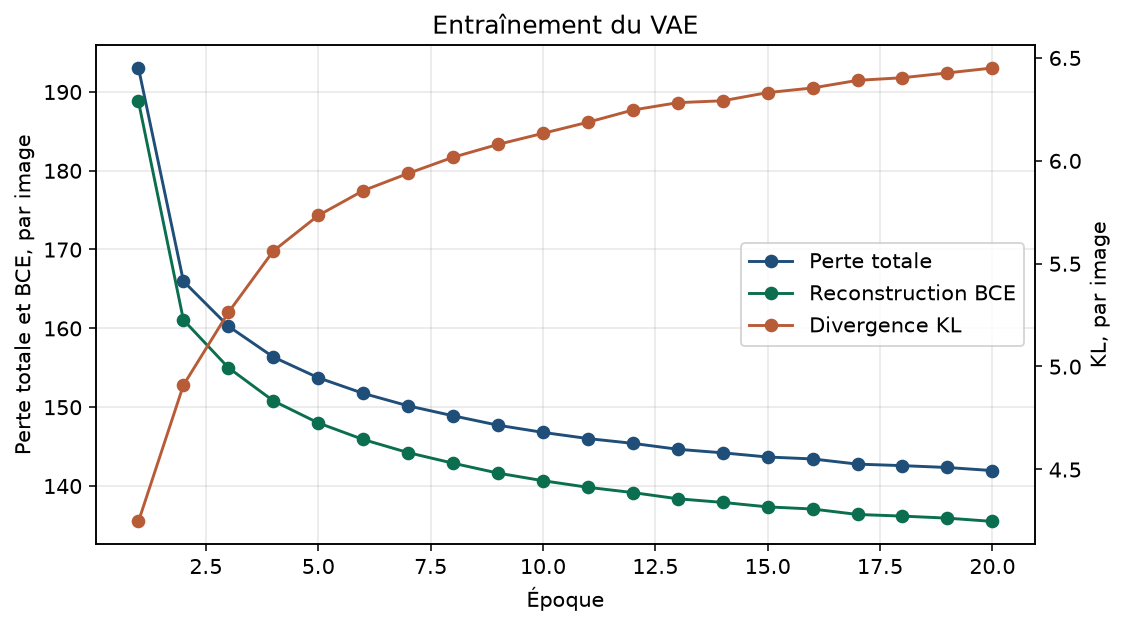 Entraînement du VAE
Perte totale et BCE, par image
190
180
170
160
150
140
6.5
6.0
5.5
5.0
4.5
KL, par image
Perte totale
Reconstruction BCE
Divergence KL
2.5 5.0 7.5 10.0 12.5 15.0 17.5 20.0
Époque